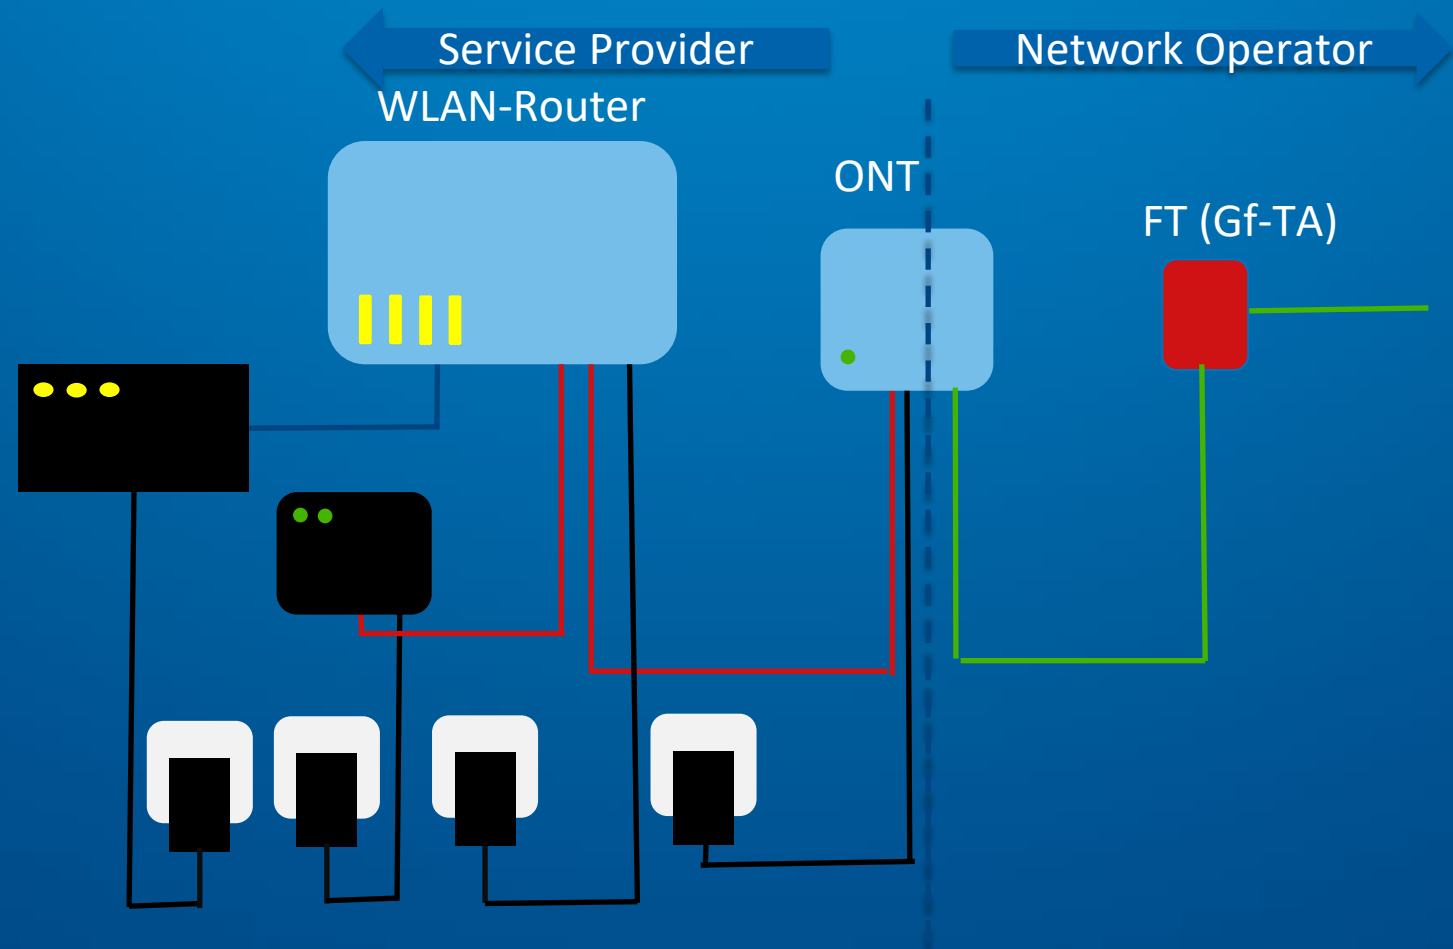 Service Provider
Network Operator
WLAN-Router
ONT
FT (Gf-TA)